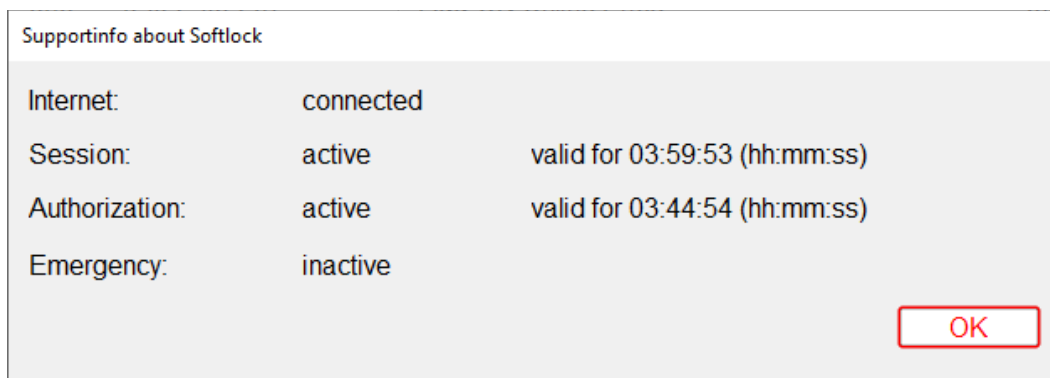 Supportinfo about Softlock
Internet: connected
Session: active valid for 03:59:53 (hh:mm:ss)
Authorization: active valid for 03:44:54 (hh:mm:ss)
Emergency: inactive
OK